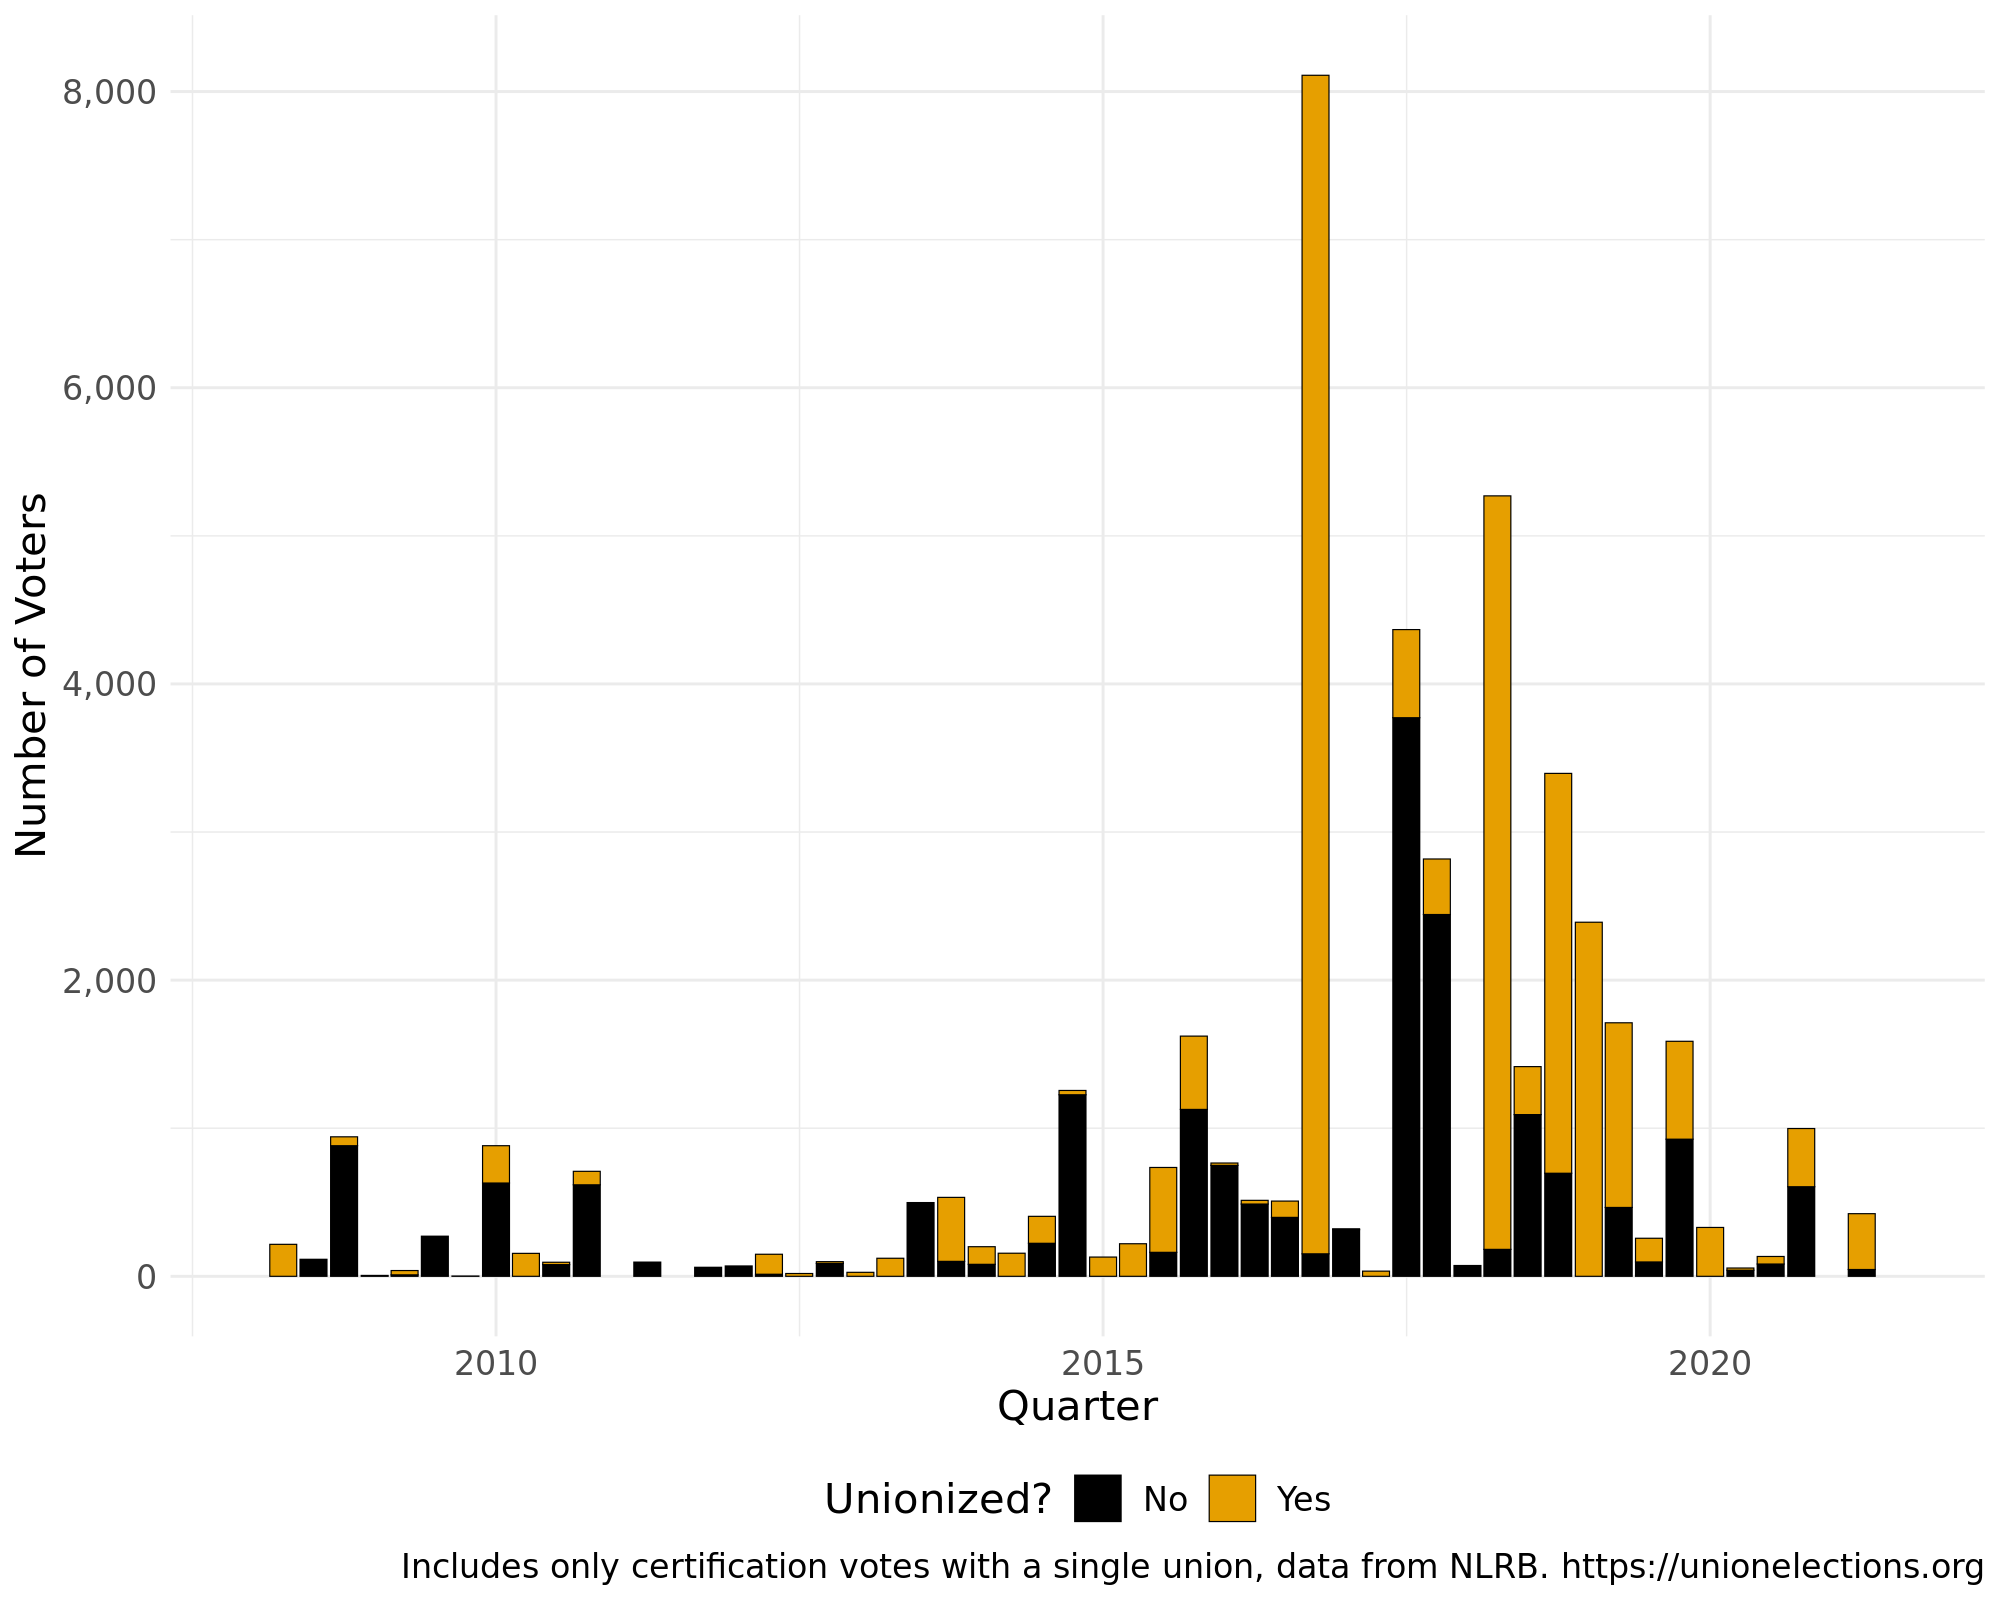 8,000
6,000
4,000
2,000
0
Number of Voters
2010 2015 2020
Quarter
Unionized? No Yes
Includes only certification votes with a single union, data from NLRB. https://unionelections.org